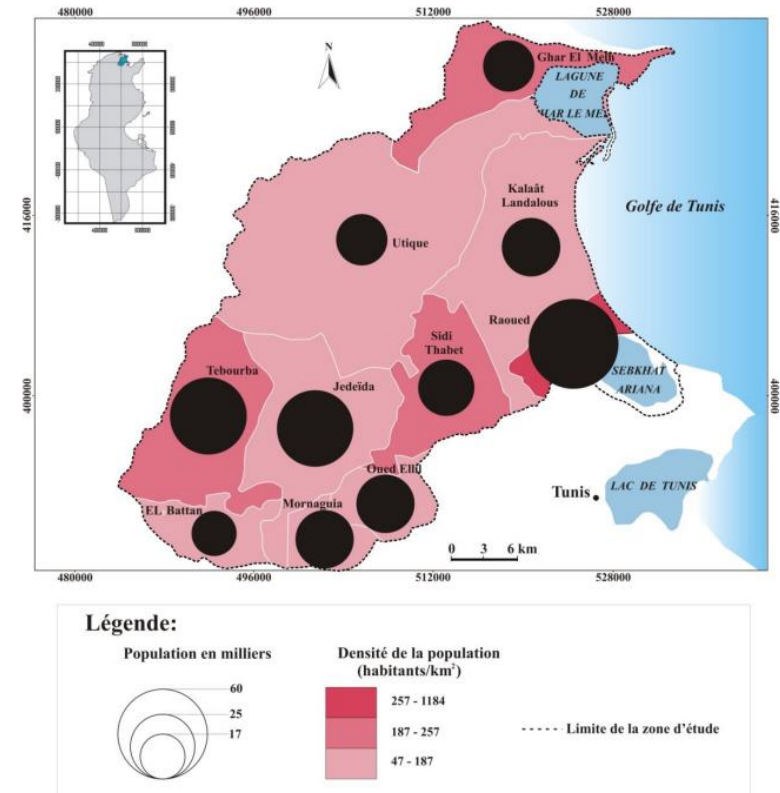 480000 496000 512000 528000
N
Ghar El Melh
LAGUNE
DE
416000 416000
Kalaât
Landalous
Golfe de Tunis
Utique
Raoued
Sidi
Thabet
SEBKHAT
ARIANA
Tebourba
Jedeïda
400000 400000
Oued Ellil
Tunis
LAC DE TUNIS
EL Battan
Mornaguia
0 3 6 km
480000 496000 512000 528000
Légende:
Population en milliers
60
25
17
Densité de la population
(habitants/km²)
257 - 1184
187 - 257
47 - 187
Limite de la zone d'étude